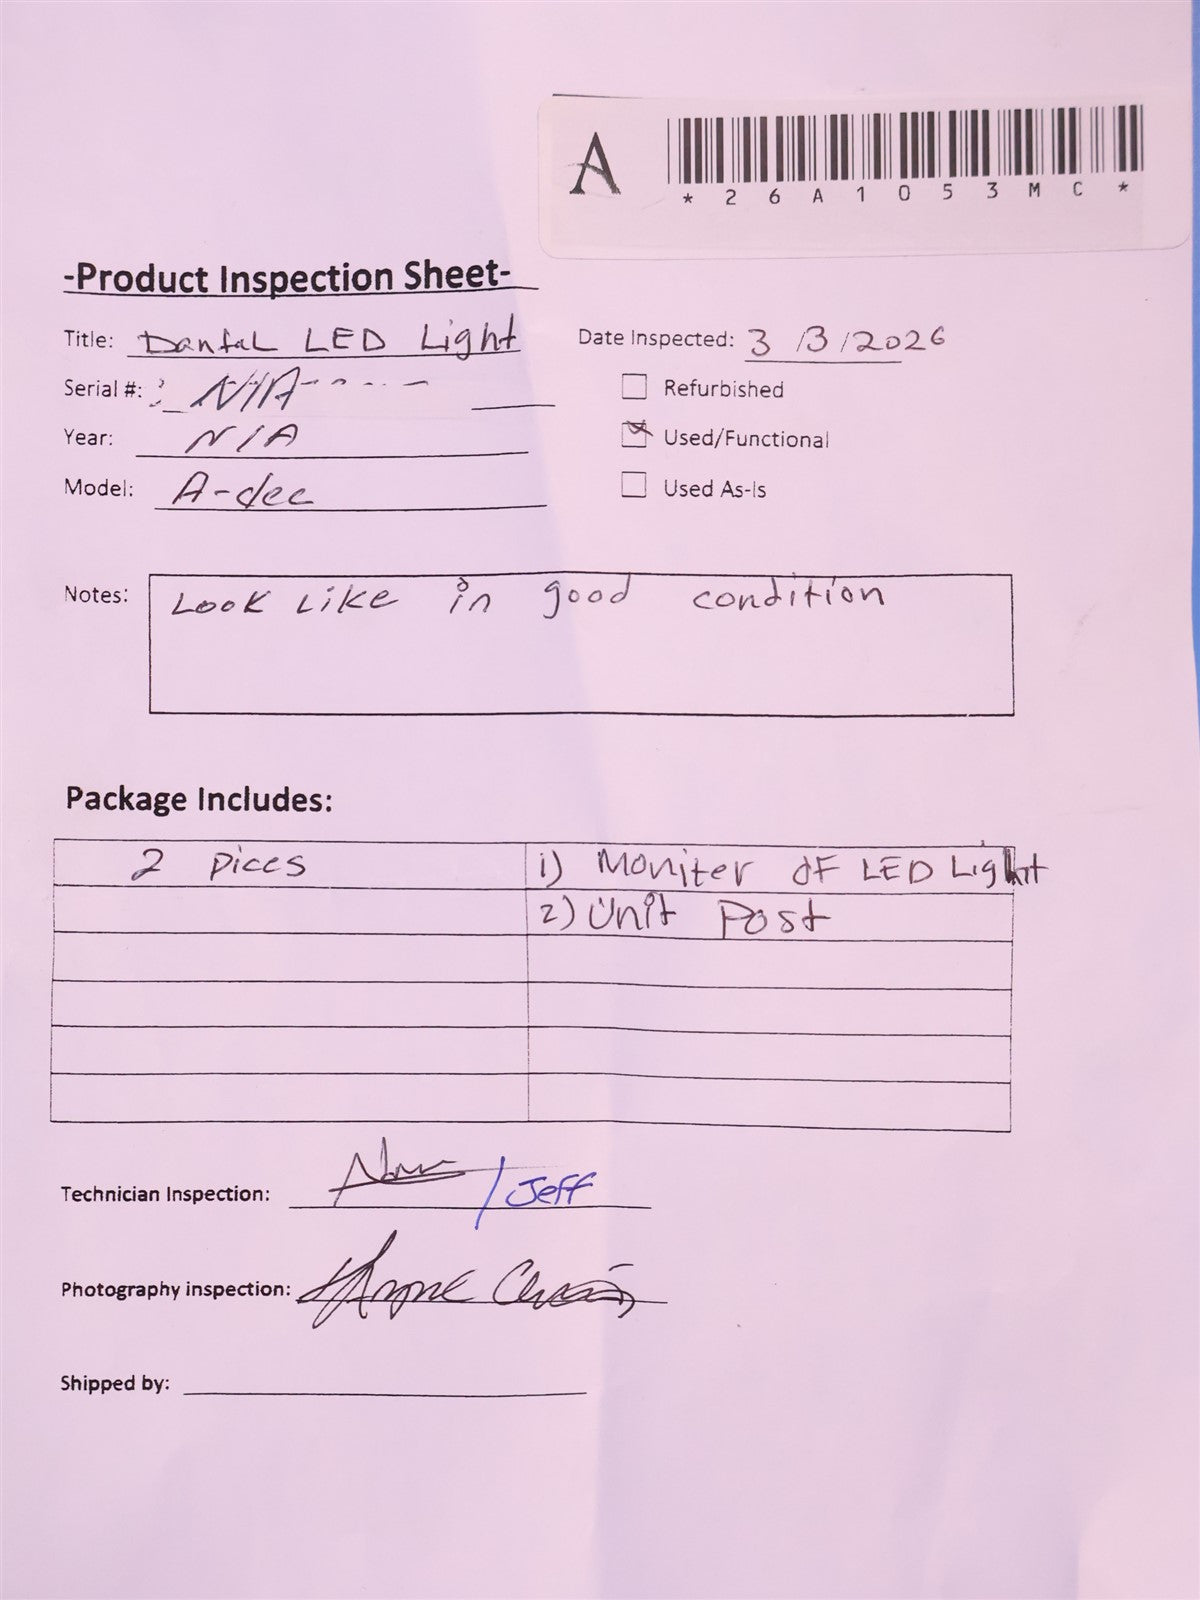 A
* 2 6 A 1 0 5 3 M C *
-Product Inspection Sheet-
Title: Dantal LED Light
Date Inspected: 3 /3/2026
Serial #: N/A
Refurbished
Year: N/A
Used/Functional
Model: A-dec
Used As-Is
Notes: Look Like in good condition
Package Includes:
2 pices
1) Moniter of LED Light
2) Unit Post
Technician Inspection: / Jeff
Photography inspection:
Shipped by: